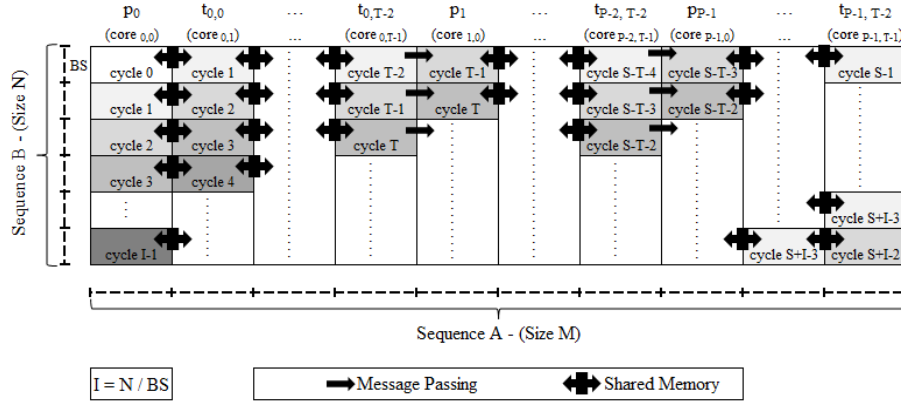 p0 t0,0 ... t0,T-2 p1 ... tP-2, T-2 pP-1 ... tP-1, T-2
(core 0,0) (core 0,1) ... (core 0,T-1) (core 1,0) ... (core P-2,T-1) (core P-1,0) (core P-1,T-1)
BS cycle 0 cycle 1 cycle T-2 cycle T-1 cycle S-T-4 cycle S-T-3 cycle S-1
cycle 1 cycle 2 cycle T-1 cycle T cycle S-T-3 cycle S-T-2
cycle 2 cycle 3 cycle T cycle S-T-2
cycle 3 cycle 4
cycle S+I-3
cycle I-1 cycle S+I-3 cycle S+I-2
Sequence B - (Size N)
Sequence A - (Size M)
I = N / BS Message Passing Shared Memory